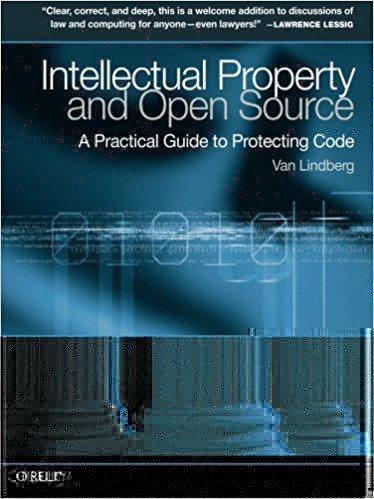 “Clear, correct, and deep, this is a welcome addition to discussions of
law and computing for anyone—even lawyers!” —LAWRENCE LESSIG
Intellectual Property
and Open Source
A Practical Guide to Protecting Code
Van Lindberg
01010
O'REILLY